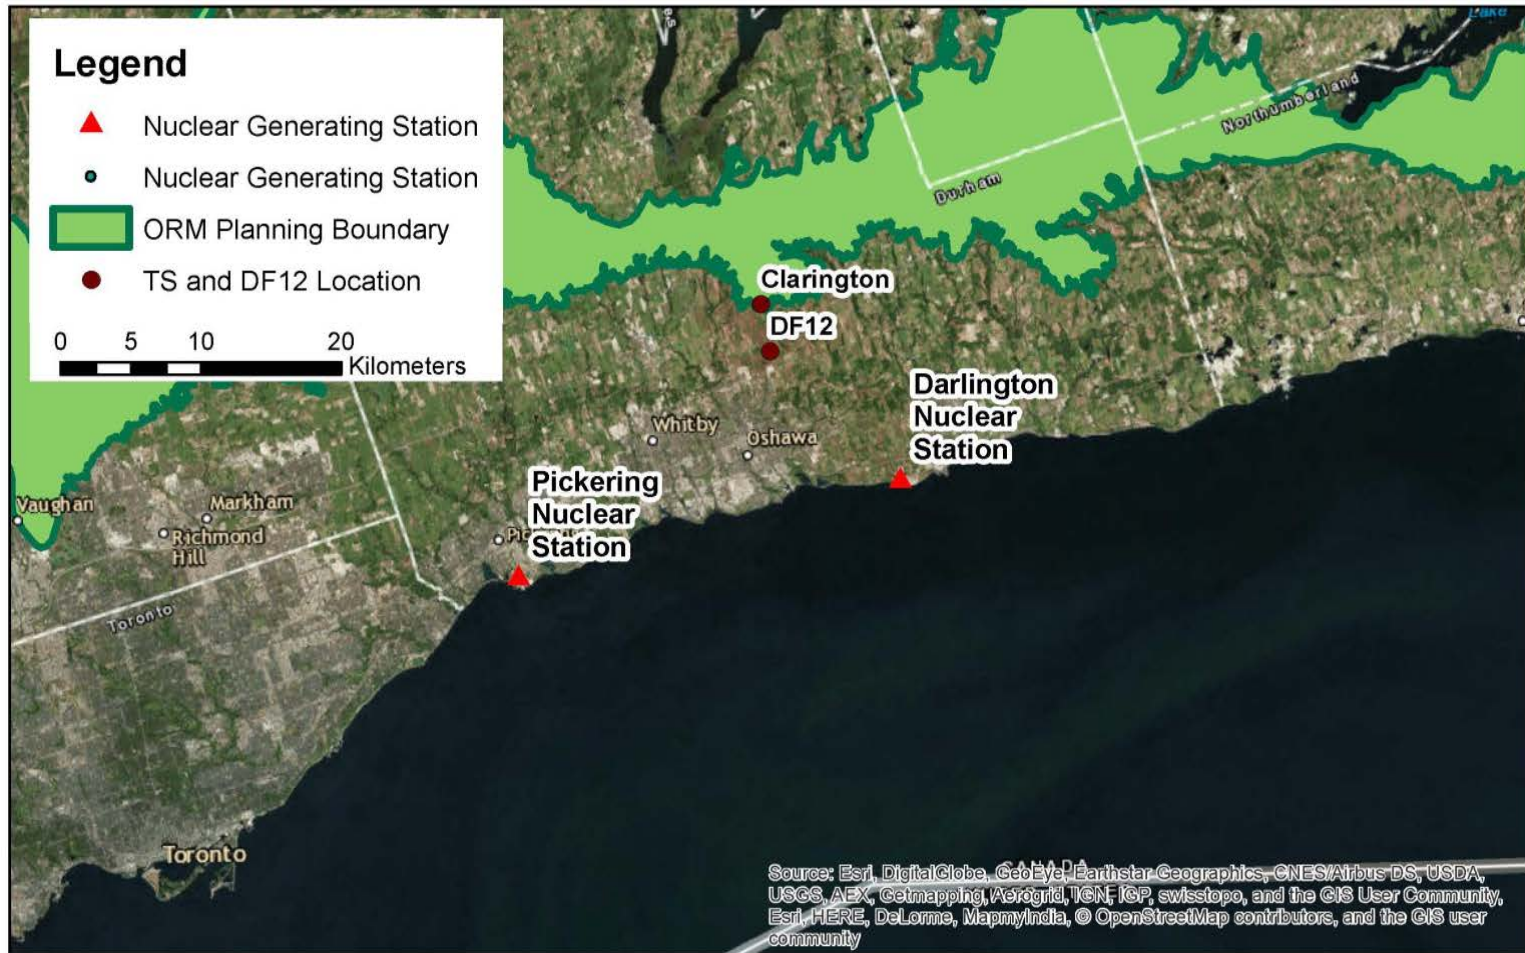 Legend
Nuclear Generating Station
Nuclear Generating Station
ORM Planning Boundary
TS and DF12 Location
0 5 10 20
Kilometers
Lake
Northumberland
Durham
Clarington
DF12
Darlington
Nuclear
Station
Whitby
Oshawa
Pickering
Nuclear
Station
Vaughan
Markham
Richmond
Hill
Toronto
Toronto
CANADA
Source: Esri, DigitalGlobe, GeoEye, Earthstar Geographics, CNES/Airbus DS, USDA,
USGS, AEX, Getmapping, Aerogrid, IGN, IGP, swisstopo, and the GIS User Community,
Esri, HERE, DeLorme, MapmyIndia, © OpenStreetMap contributors, and the GIS user
community